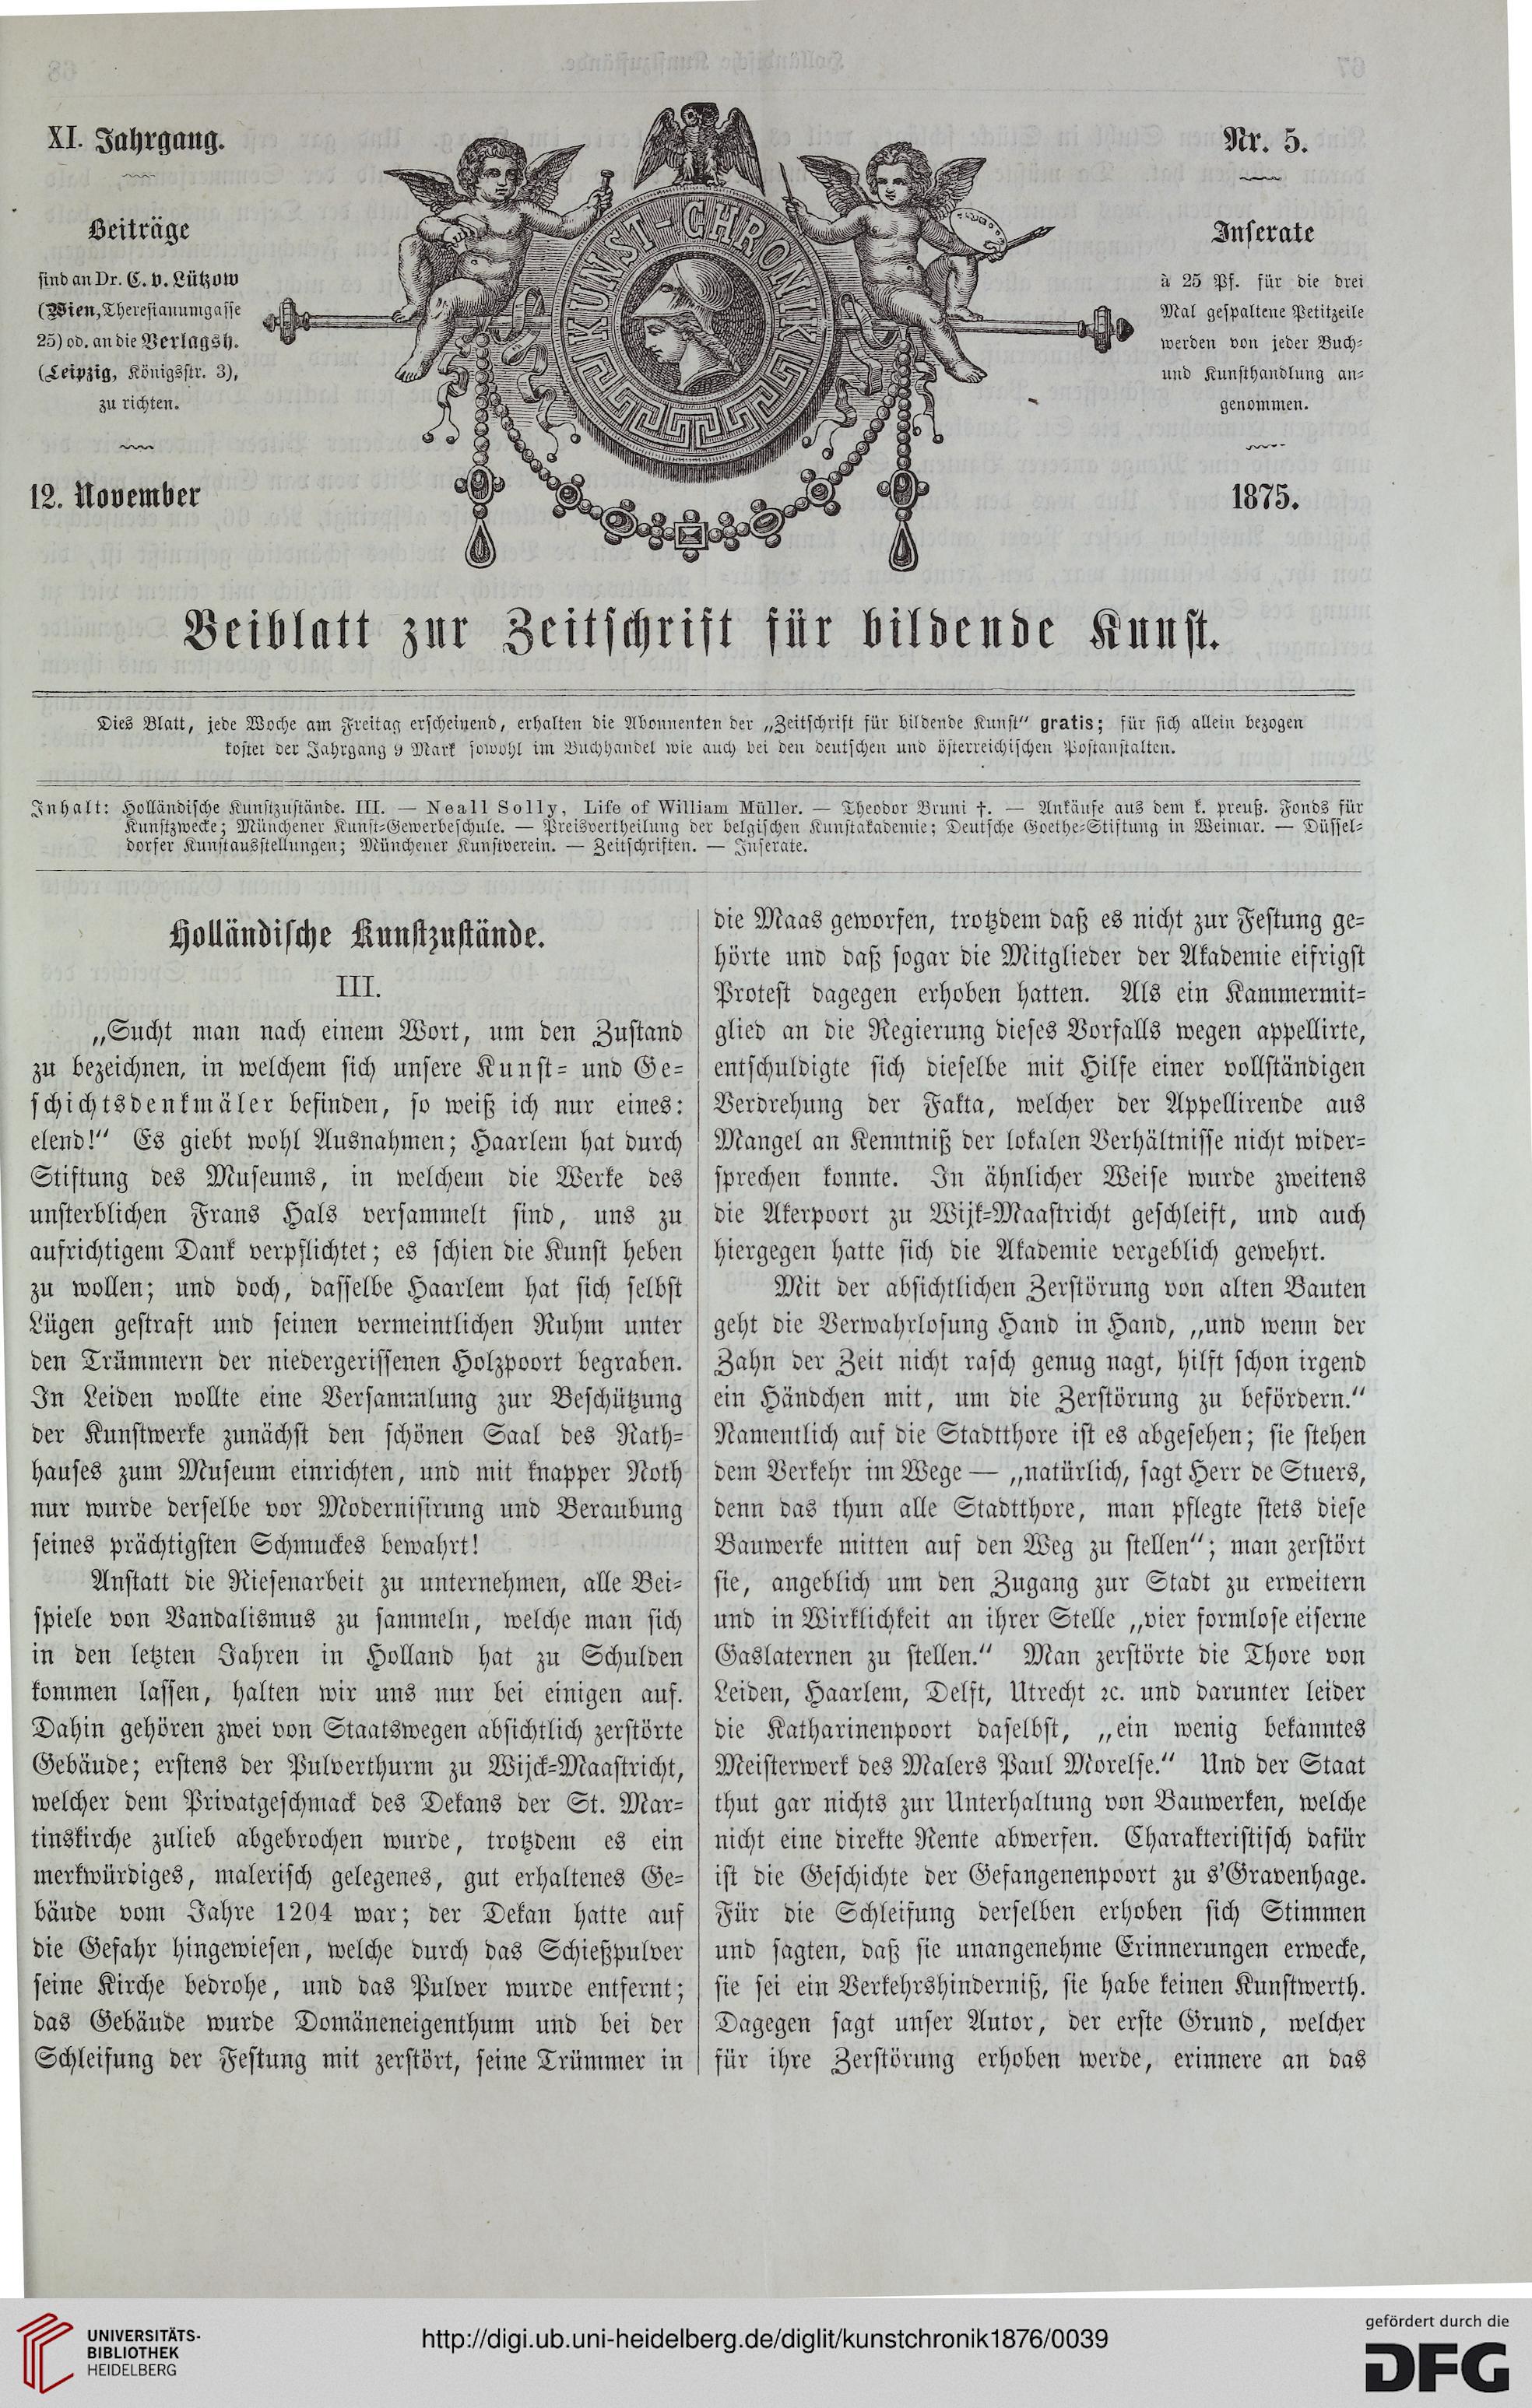 XI. Jahrgang.
Nr. 5.
Beiträge
sind an Dr. C. v. Lützow
(Wien, Theresianumgasse
25) od. an die Verlagsh.
(Leipzig, Königsstr. 3),
zu richten.
12. November
KUNST-CHRONIK
Inserate
à 25 Pf. für die drei
Mal gespaltene Petitzeile
werden von jeder Buch-
und Kunsthandlung an-
genommen.
1875.
Beiblatt zur Zeitschrift für bildende Kunst.
Dies Blatt, jede Woche am Freitag erscheinend, erhalten die Abonnenten der „Zeitschrift für bildende Kunst“ gratis; für sich allein bezogen
kostet der Jahrgang 9 Mark sowohl im Buchhandel wie auch bei den deutschen und österreichischen Postanstalten.
Inhalt: Holländische Kunstzustände. III. — Neall Solly, Life of William Müller. — Theodor Bruni †. — Ankäufe aus dem k. preuß. Fonds für
Kunstzwecke; Münchener Kunst-Gewerbeschule. — Preisvertheilung der belgischen Kunstakademie; Deutsche Goethe-Stiftung in Weimar. — Düssel-
dorfer Kunstausstellungen; Münchener Kunstverein. — Zeitschriften. — Inserate.
Holländische Kunstzustände.
III.
„Sucht man nach einem Wort, um den Zustand
zu bezeichnen, in welchem sich unsere Kunst- und Ge-
schichtsdenkmäler befinden, so weiß ich nur eines:
elend!“ Es giebt wohl Ausnahmen; Haarlem hat durch
Stiftung des Museums, in welchem die Werke des
unsterblichen Frans Hals versammelt sind, uns zu
aufrichtigem Dank verpflichtet; es schien die Kunst heben
zu wollen; und doch, dasselbe Haarlem hat sich selbst
Lügen gestraft und seinen vermeintlichen Ruhm unter
den Trümmern der niedergerissenen Holzpoort begraben.
In Leiden wollte eine Versammlung zur Beschützung
der Kunstwerke zunächst den schönen Saal des Rath-
hauses zum Museum einrichten, und mit knapper Noth
nur wurde derselbe vor Modernisirung und Beraubung
seines prächtigsten Schmuckes bewahrt!
Anstatt die Riesenarbeit zu unternehmen, alle Bei-
spiele von Vandalismus zu sammeln, welche man sich
in den letzten Jahren in Holland hat zu Schulden
kommen lassen, halten wir uns nur bei einigen auf.
Dahin gehören zwei von Staatswegen absichtlich zerstörte
Gebäude; erstens der Pulverthurm zu Wijck-Maastricht,
welcher dem Privatgeschmack des Dekans der St. Mar-
tinskirche zulieb abgebrochen wurde, trotzdem es ein
merkwürdiges, malerisch gelegenes, gut erhaltenes Ge-
bäude vom Jahre 1204 war; der Dekan hatte auf
die Gefahr hingewiesen, welche durch das Schießpulver
seine Kirche bedrohe, und das Pulver wurde entfernt;
das Gebäude wurde Domäneneigenthum und bei der
Schleifung der Festung mit zerstört, seine Trümmer in
die Maas geworfen, trotzdem daß es nicht zur Festung ge-
hörte und daß sogar die Mitglieder der Akademie eifrigst
Protest dagegen erhoben hatten. Als ein Kammermit-
glied an die Regierung dieses Vorfalls wegen appellirte,
entschuldigte sich dieselbe mit Hilfe einer vollständigen
Verdrehung der Fakta, welcher der Appellirende aus
Mangel an Kenntniß der lokalen Verhältnisse nicht wider-
sprechen konnte. In ähnlicher Weise wurde zweitens
die Akerpoort zu Wijk-Maastricht geschleift, und auch
hiergegen hatte sich die Akademie vergeblich gewehrt.
Mit der absichtlichen Zerstörung von alten Bauten
geht die Verwahrlosung Hand in Hand, „und wenn der
Zahn der Zeit nicht rasch genug nagt, hilft schon irgend
ein Händchen mit, um die Zerstörung zu befördern.“
Namentlich auf die Stadtthore ist es abgesehen; sie stehen
dem Verkehr im Wege — „natürlich, sagt Herr de Stuers,
denn das thun alle Stadtthore, man pflegte stets diese
Bauwerke mitten auf den Weg zu stellen“; man zerstört
sie, angeblich um den Zugang zur Stadt zu erweitern
und in Wirklichkeit an ihrer Stelle „vier formlose eiserne
Gaslaternen zu stellen.“ Man zerstörte die Thore von
Leiden, Haarlem, Delft, Utrecht ꝛc. und darunter leider
die Katharinenpoort daselbst, „ein wenig bekanntes
Meisterwerk des Malers Paul Morelse.“ Und der Staat
thut gar nichts zur Unterhaltung von Bauwerken, welche
nicht eine direkte Rente abwerfen. Charakteristisch dafür
ist die Geschichte der Gefangenenpoort zu s'Gravenhage.
Für die Schleifung derselben erhoben sich Stimmen
und sagten, daß sie unangenehme Erinnerungen erwecke,
sie sei ein Verkehrshinderniß, sie habe keinen Kunstwerth.
Dagegen sagt unser Autor, der erste Grund, welcher
für ihre Zerstörung erhoben werde, erinnere an das
UNIVERSITÄTS-
BIBLIOTHEK
HEIDELBERG
http://digi.ub.uni-heidelberg.de/diglit/kunstchronik1876/0039
gefördert durch die
DFG